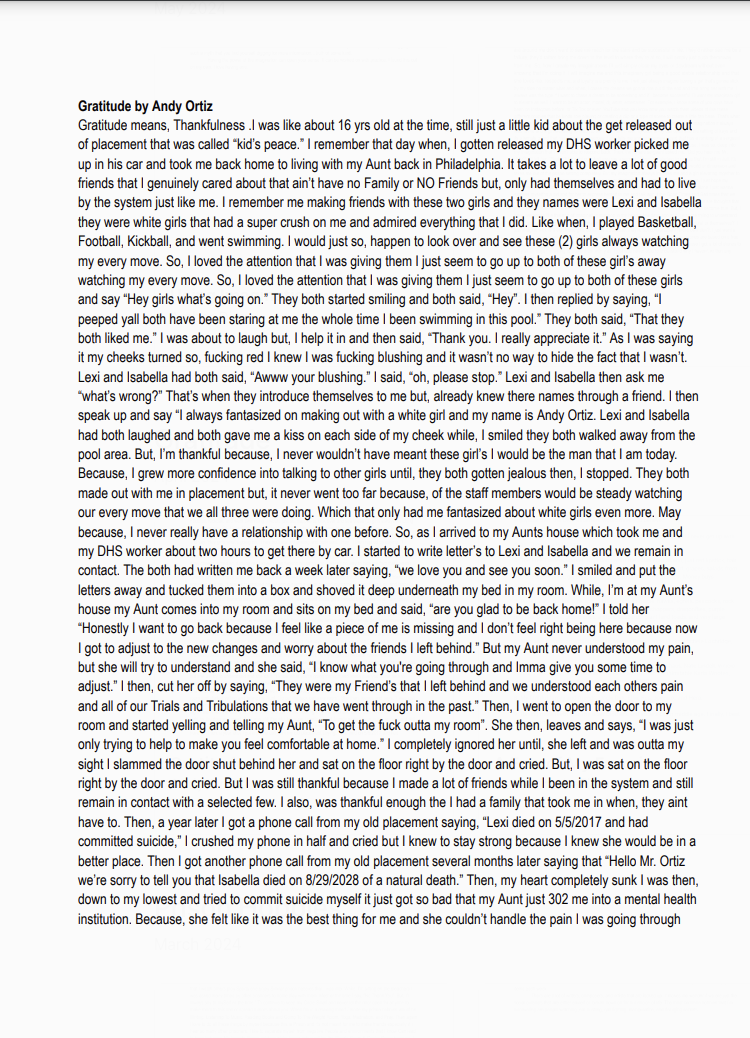 Gratitude by Andy Ortiz
Gratitude means, Thankfulness .I was like about 16 yrs old at the time, still just a little kid about the get released out
of placement that was called “kid’s peace.” I remember that day when, I gotten released my DHS worker picked me
up in his car and took me back home to living with my Aunt back in Philadelphia. It takes a lot to leave a lot of good
friends that I genuinely cared about that ain’t have no Family or NO Friends but, only had themselves and had to live
by the system just like me. I remember me making friends with these two girls and they names were Lexi and Isabella
they were white girls that had a super crush on me and admired everything that I did. Like when, I played Basketball,
Football, Kickball, and went swimming. I would just so, happen to look over and see these (2) girls always watching
my every move. So, I loved the attention that I was giving them I just seem to go up to both of these girl’s away
watching my every move. So, I loved the attention that I was giving them I just seem to go up to both of these girls
and say “Hey girls what’s going on.” They both started smiling and both said, “Hey”. I then replied by saying, “I
peeped yall both have been staring at me the whole time I been swimming in this pool.” They both said, “That they
both liked me.” I was about to laugh but, I help it in and then said, “Thank you. I really appreciate it.” As I was saying
it my cheeks turned so, fucking red I knew I was fucking blushing and it wasn’t no way to hide the fact that I wasn’t.
Lexi and Isabella had both said, “Awww your blushing.” I said, “oh, please stop.” Lexi and Isabella then ask me
“what’s wrong?” That’s when they introduce themselves to me but, already knew there names through a friend. I then
speak up and say “I always fantasized on making out with a white girl and my name is Andy Ortiz. Lexi and Isabella
had both laughed and both gave me a kiss on each side of my cheek while, I smiled they both walked away from the
pool area. But, I’m thankful because, I never wouldn’t have meant these girl’s I would be the man that I am today.
Because, I grew more confidence into talking to other girls until, they both gotten jealous then, I stopped. They both
made out with me in placement but, it never went too far because, of the staff members would be steady watching
our every move that we all three were doing. Which that only had me fantasized about white girls even more. May
because, I never really have a relationship with one before. So, as I arrived to my Aunts house which took me and
my DHS worker about two hours to get there by car. I started to write letter’s to Lexi and Isabella and we remain in
contact. The both had written me back a week later saying, “we love you and see you soon.” I smiled and put the
letters away and tucked them into a box and shoved it deep underneath my bed in my room. While, I’m at my Aunt’s
house my Aunt comes into my room and sits on my bed and said, “are you glad to be back home!” I told her
“Honestly I want to go back because I feel like a piece of me is missing and I don’t feel right being here because now
I got to adjust to the new changes and worry about the friends I left behind.” But my Aunt never understood my pain,
but she will try to understand and she said, “I know what you're going through and Imma give you some time to
adjust.” I then, cut her off by saying, “They were my Friend’s that I left behind and we understood each others pain
and all of our Trials and Tribulations that we have went through in the past.” Then, I went to open the door to my
room and started yelling and telling my Aunt, “To get the fuck outta my room”. She then, leaves and says, “I was just
only trying to help to make you feel comfortable at home.” I completely ignored her until, she left and was outta my
sight I slammed the door shut behind her and sat on the floor right by the door and cried. But, I was sat on the floor
right by the door and cried. But I was still thankful because I made a lot of friends while I been in the system and still
remain in contact with a selected few. I also, was thankful enough the I had a family that took me in when, they aint
have to. Then, a year later I got a phone call from my old placement saying, “Lexi died on 5/5/2017 and had
committed suicide,” I crushed my phone in half and cried but I knew to stay strong because I knew she would be in a
better place. Then I got another phone call from my old placement several months later saying that “Hello Mr. Ortiz
we’re sorry to tell you that Isabella died on 8/29/2028 of a natural death.” Then, my heart completely sunk I was then,
down to my lowest and tried to commit suicide myself it just got so bad that my Aunt just 302 me into a mental health
institution. Because, she felt like it was the best thing for me and she couldn’t handle the pain I was going through